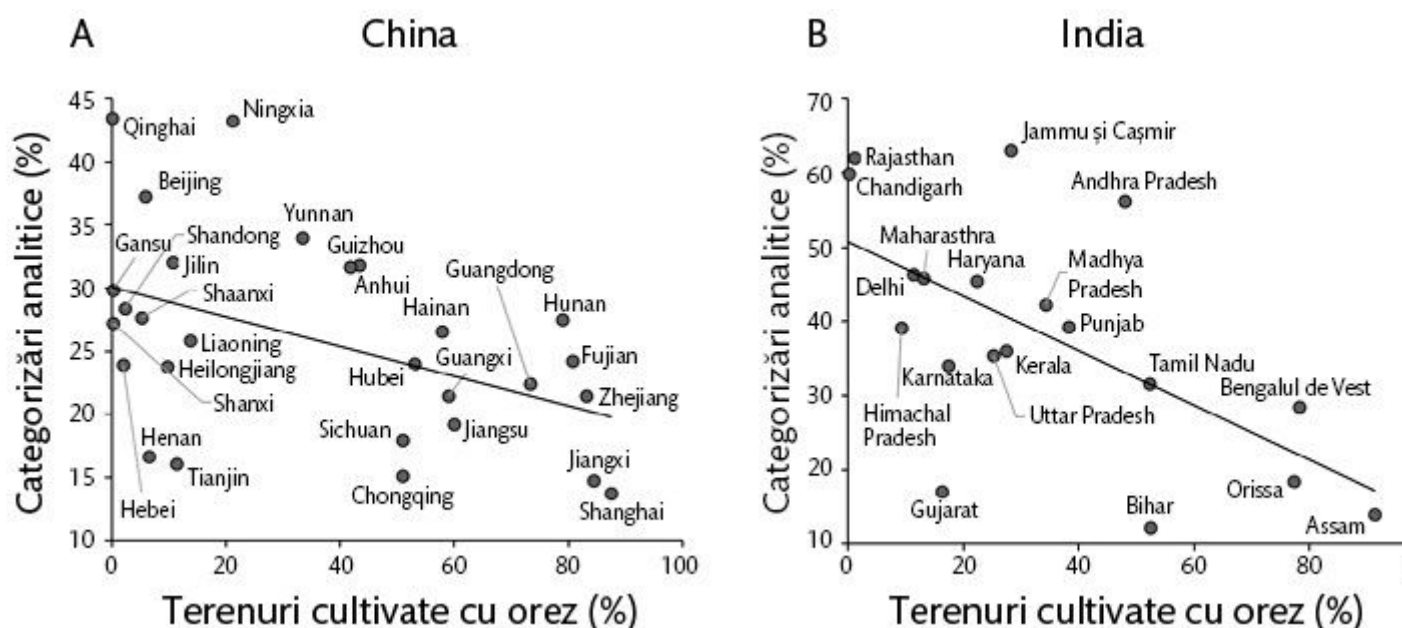 A
China
Categorizări analitice (%)
45
40
35
30
25
20
15
10
Qinghai
Ningxia
Beijing
Yunnan
Gansu
Shandong
Guizhou
Jilin
Anhui
Guangdong
Shaanxi
Hainan
Hunan
Liaoning
Guangxi
Fujian
Heilongjiang
Hubei
Shanxi
Zhejiang
Henan
Sichuan
Jiangsu
Tianjin
Jiangxi
Hebei
Chongqing
Shanghai
0
20
40
60
80
100
Terenuri cultivate cu orez (%)
B
India
Categorizări analitice (%)
70
60
50
40
30
20
10
Jammu și Cașmir
Rajasthan
Chandigarh
Andhra Pradesh
Maharasthra
Haryana
Madhya
Pradesh
Delhi
Punjab
Karnataka
Kerala
Tamil Nadu
Bengalul de Vest
Himachal
Pradesh
Uttar Pradesh
Gujarat
Bihar
Orissa
Assam
0
20
40
60
80
Terenuri cultivate cu orez (%)